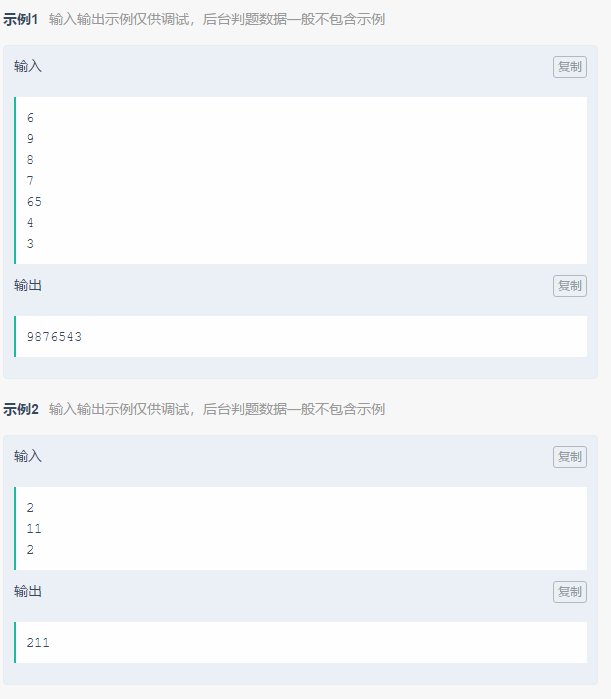 示例1 输入输出示例仅供调试，后台判题数据一般不包含示例
输入 复制
6
9
8
7
65
4
3
输出 复制
9876543
示例2 输入输出示例仅供调试，后台判题数据一般不包含示例
输入 复制
2
11
2
输出 复制
211